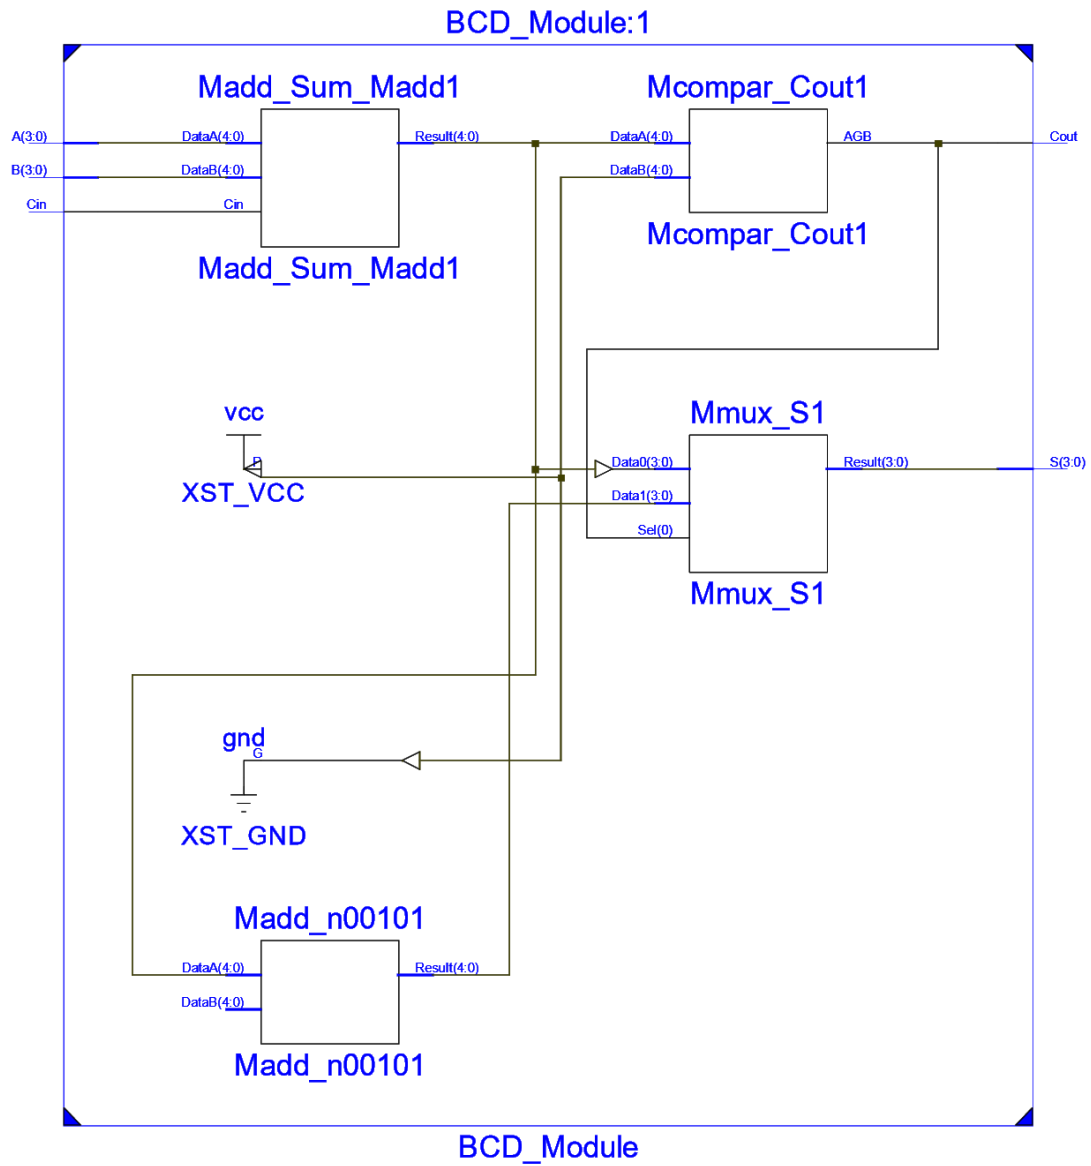 BCD_Module:1
Madd_Sum_Madd1
Mcompar_Cout1
A(3:0)
DataA(4:0)
Result(4:0)
DataA(4:0)
AGB
Cout
B(3:0)
DataB(4:0)
DataB(4:0)
Cin
Cin
Mcompar_Cout1
Madd_Sum_Madd1
vcc
Mmux_S1
P
Data0(3:0)
Result(3:0)
S(3:0)
XST_VCC
Data1(3:0)
Sel(0)
Mmux_S1
gnd
G
XST_GND
Madd_n00101
DataA(4:0)
Result(4:0)
DataB(4:0)
Madd_n00101
BCD_Module